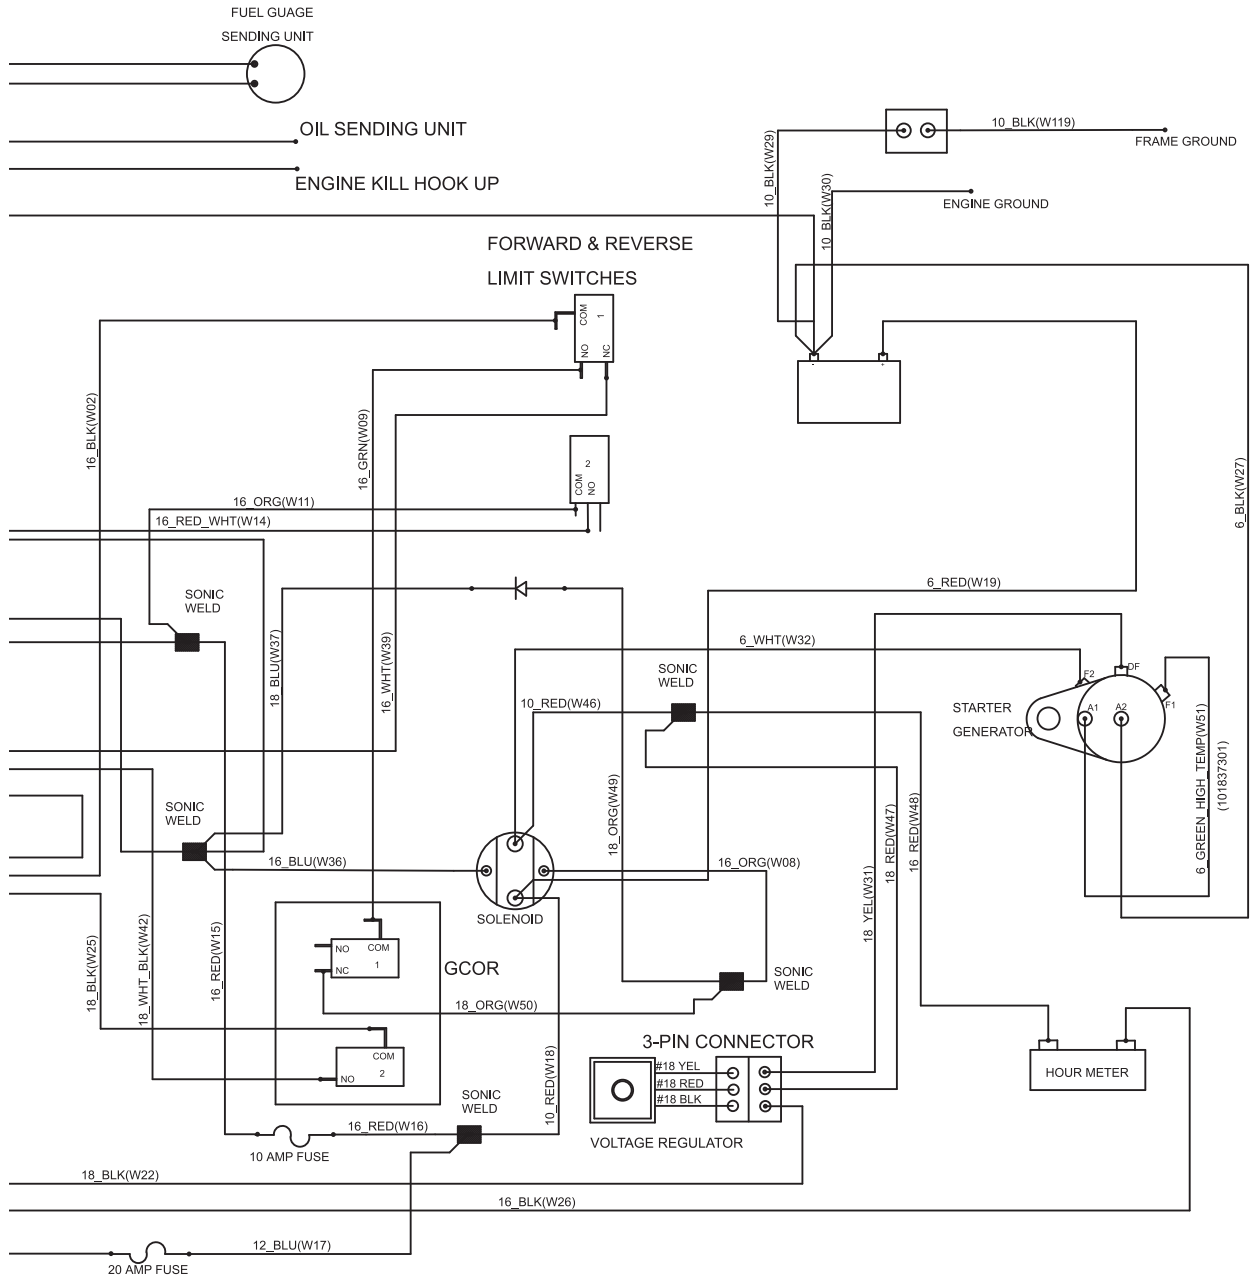 FUEL GUAGE
SENDING UNIT
OIL SENDING UNIT
ENGINE KILL HOOK UP
10_BLK(W29)
10_BLK(W119)
FRAME GROUND
10_BLK(W30)
ENGINE GROUND
FORWARD & REVERSE
LIMIT SWITCHES
COM
1
NO
NC
-
+
16_BLK(W02)
16_GRN(W09)
2
COM
NO
16_ORG(W11)
16_RED_WHT(W14)
6_BLK(W27)
SONIC
WELD
18_BLU(W37)
16_WHT(W39)
6_RED(W19)
6_WHT(W32)
SONIC
WELD
10_RED(W46)
F2
DF
F1
A1
A2
STARTER
GENERATOR
6_GREEN_HIGH_TEMP(W51)
(101837301)
SONIC
WELD
18_ORG(W49)
18_RED(W47)
16_RED(W48)
16_BLU(W36)
16_ORG(W08)
SOLENOID
18_YEL(W31)
18_BLK(W25)
18_WHT_BLK(W42)
16_RED(W15)
NO
COM
NC
1
GCOR
SONIC
WELD
18_ORG(W50)
COM
2
NO
10_RED(W18)
3-PIN CONNECTOR
#18 YEL
#18 RED
#18 BLK
VOLTAGE REGULATOR
HOUR METER
SONIC
WELD
16_RED(W16)
10 AMP FUSE
18_BLK(W22)
16_BLK(W26)
12_BLU(W17)
20 AMP FUSE